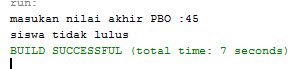 run:
masukan nilai akhir PBO :45
siswa tidak lulus
BUILD SUCCESSFUL (total time: 7 seconds)